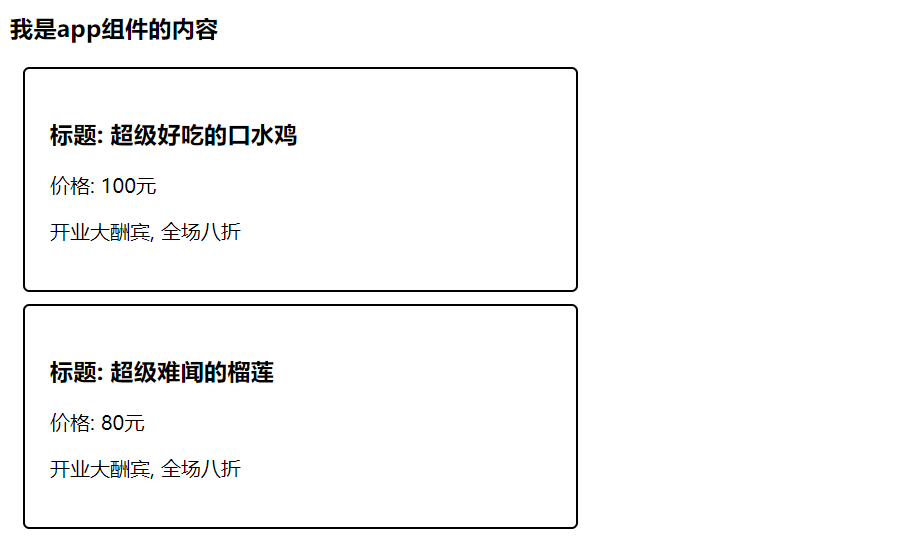 我是app组件的内容
标题: 超级好吃的口水鸡
价格: 100元
开业大酬宾, 全场八折
标题: 超级难闻的榴莲
价格: 80元
开业大酬宾, 全场八折